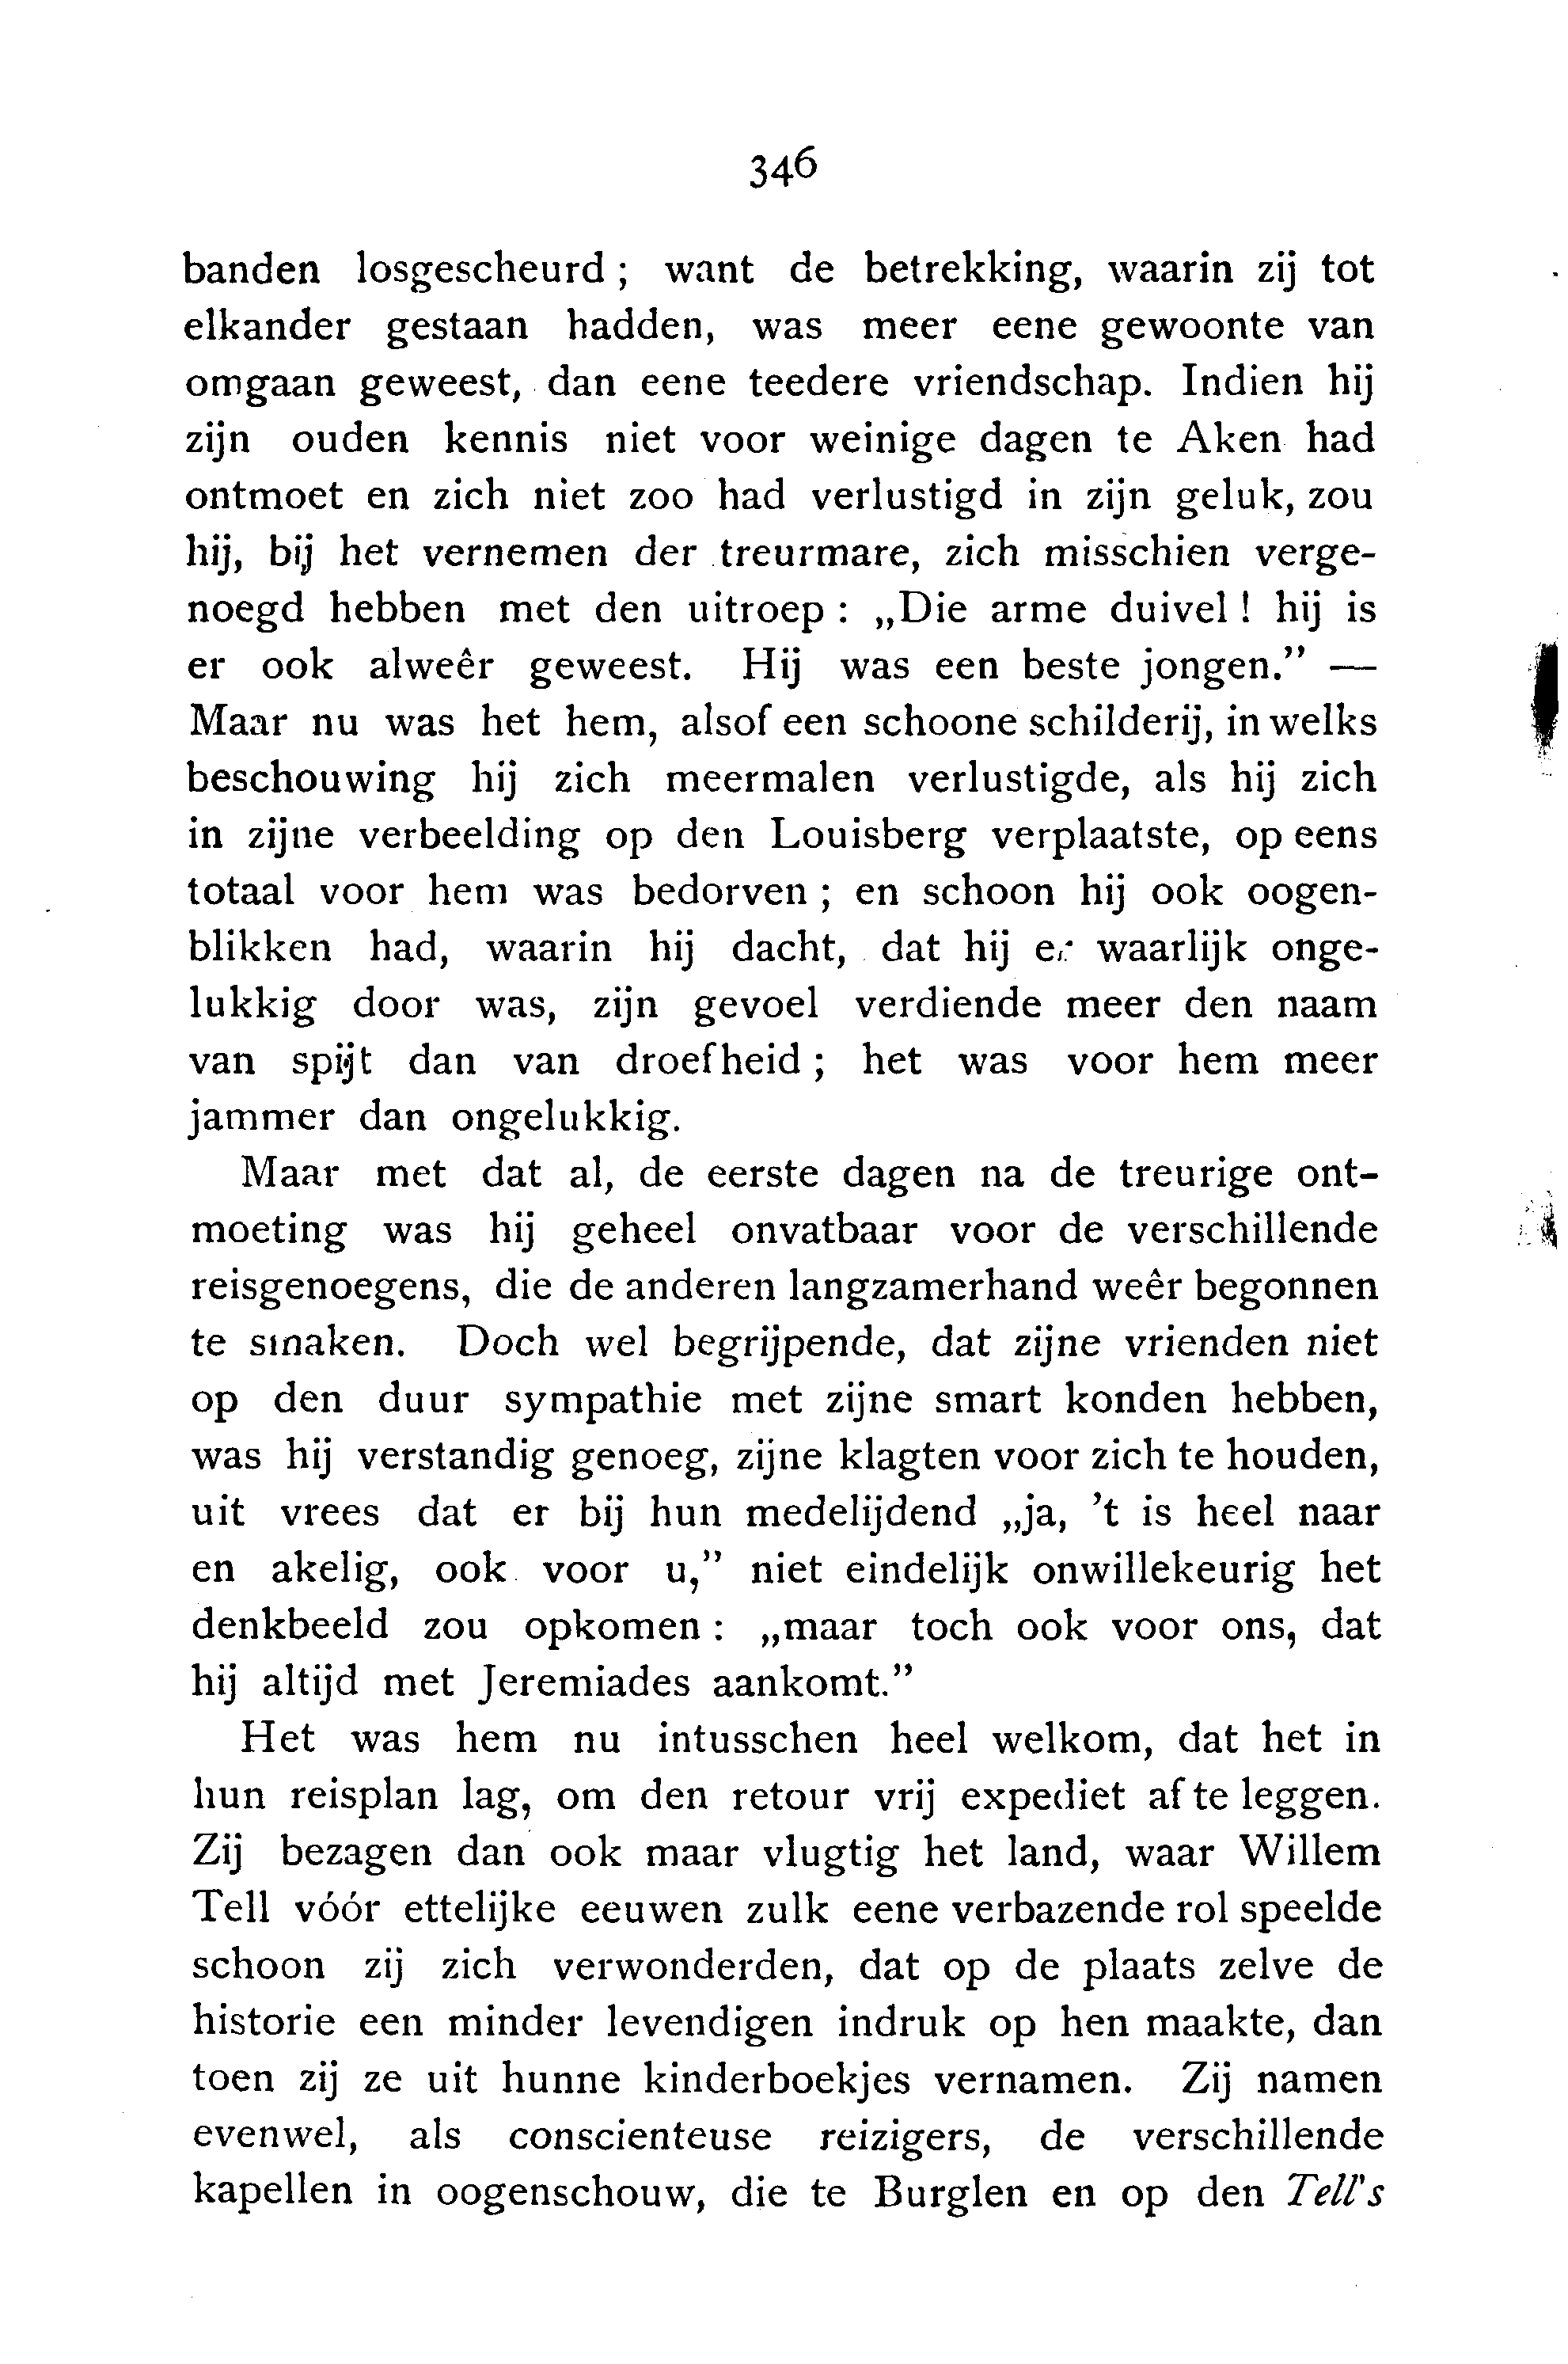 346
banden losgescheurd; want de betrekking, waarin zij tot
elkander gestaan hadden, was meer eene gewoonte van
omgaan geweest, dan eene teedere vriendschap. Indien hij
zijn ouden kennis niet voor weinige dagen te Aken had
ontmoet en zich niet zoo had verlustigd in zijn geluk, zou
hij, bij het vernemen der treurmare, zich misschien verge-
noegd hebben met den uitroep: „Die arme duivel! hij is
er ook alweêr geweest. Hij was een beste jongen.” —
Maar nu was het hem, alsof een schoone schilderij, in welks
beschouwing hij zich meermalen verlustigde, als hij zich
in zijne verbeelding op den Louisberg verplaatste, op eens
totaal voor hem was bedorven; en schoon hij ook oogen-
blikken had, waarin hij dacht, dat hij er waarlijk onge-
lukkig door was, zijn gevoel verdiende meer den naam
van spijt dan van droefheid; het was voor hem meer
jammer dan ongelukkig.
Maar met dat al, de eerste dagen na de treurige ont-
moeting was hij geheel onvatbaar voor de verschillende
reisgenoegens, die de anderen langzamerhand weêr begonnen
te smaken. Doch wel begrijpende, dat zijne vrienden niet
op den duur sympathie met zijne smart konden hebben,
was hij verstandig genoeg, zijne klagten voor zich te houden,
uit vrees dat er bij hun medelijdend „ja, ’t is heel naar
en akelig, ook voor u,” niet eindelijk onwillekeurig het
denkbeeld zou opkomen: „maar toch ook voor ons, dat
hij altijd met Jeremiades aankomt.”
Het was hem nu intusschen heel welkom, dat het in
hun reisplan lag, om den retour vrij expediet af te leggen.
Zij bezagen dan ook maar vlugtig het land, waar Willem
Tell vóór ettelijke eeuwen zulk eene verbazende rol speelde
schoon zij zich verwonderden, dat op de plaats zelve de
historie een minder levendigen indruk op hen maakte, dan
toen zij ze uit hunne kinderboekjes vernamen. Zij namen
evenwel, als conscienteuse reizigers, de verschillende
kapellen in oogenschouw, die te Burglen en op den Tell's